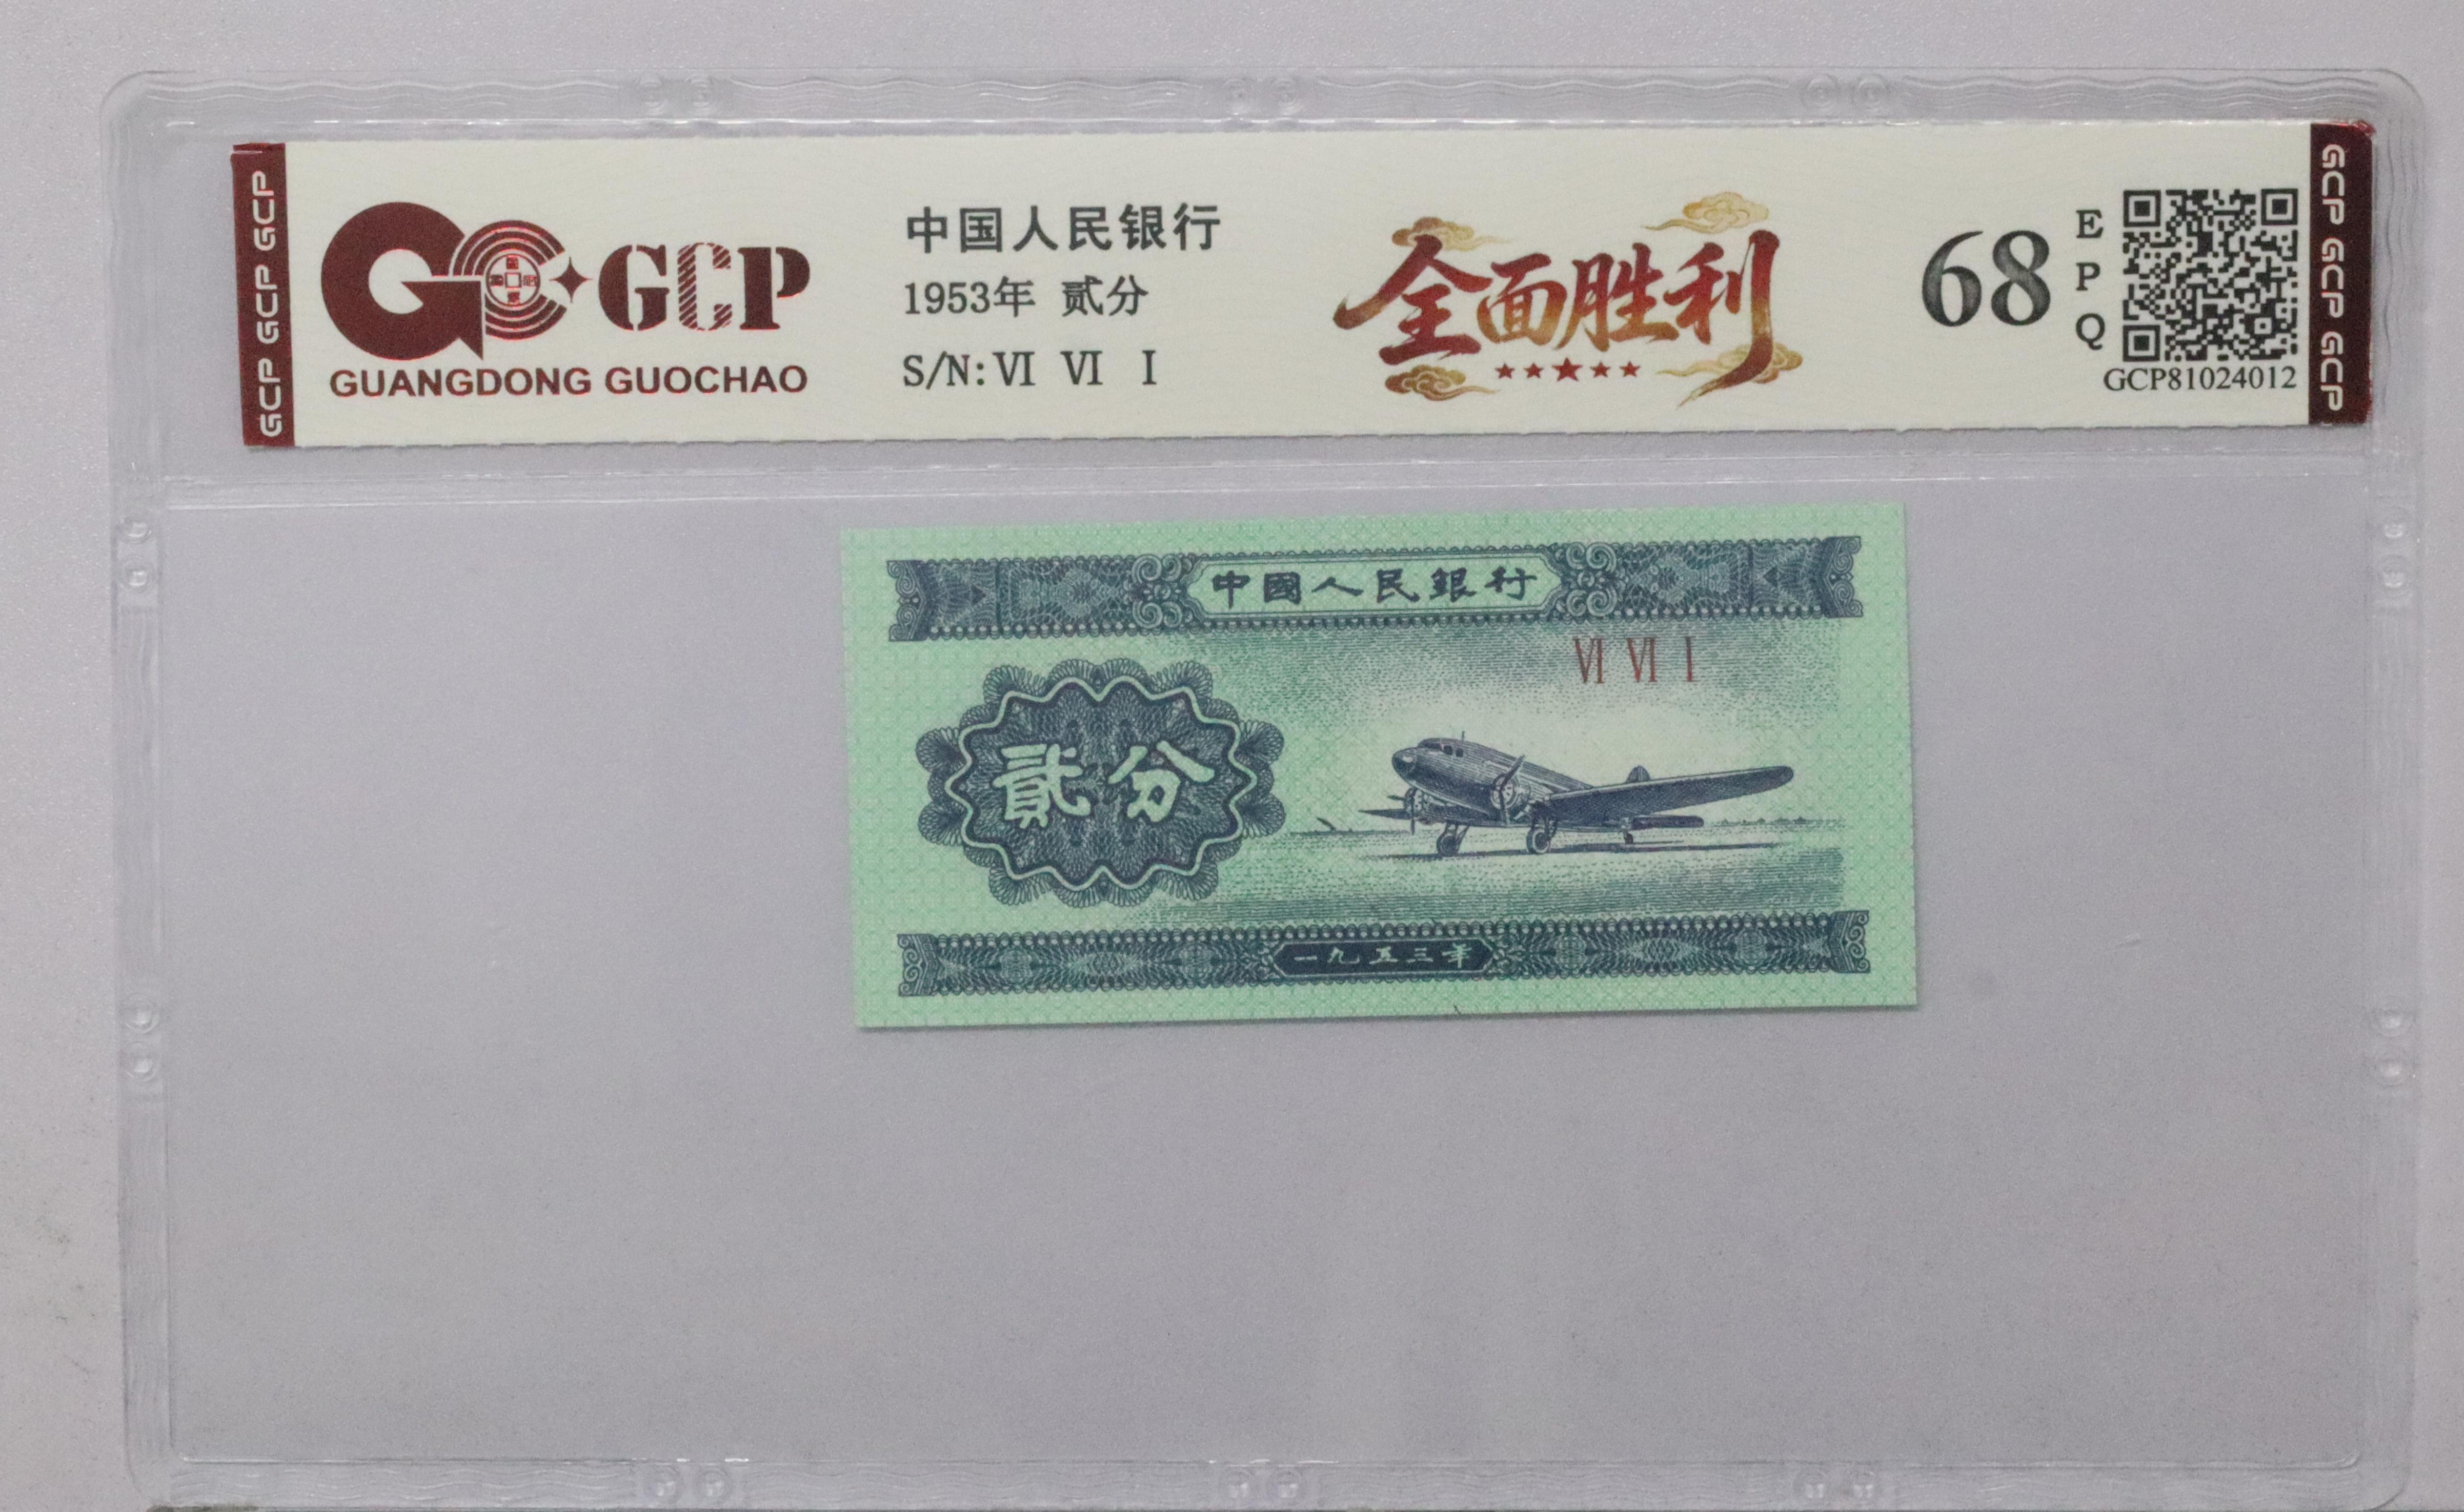 GCP GCP GCP
GCP
GUANGDONG GUOCHAO
中国人民银行
1953年 贰分
S/N: VI VI I
全面胜利
68
E
P
Q
GCP81024012
GCP GCP GCP
中國人民銀行
VI VI I
貳分
一九五三年